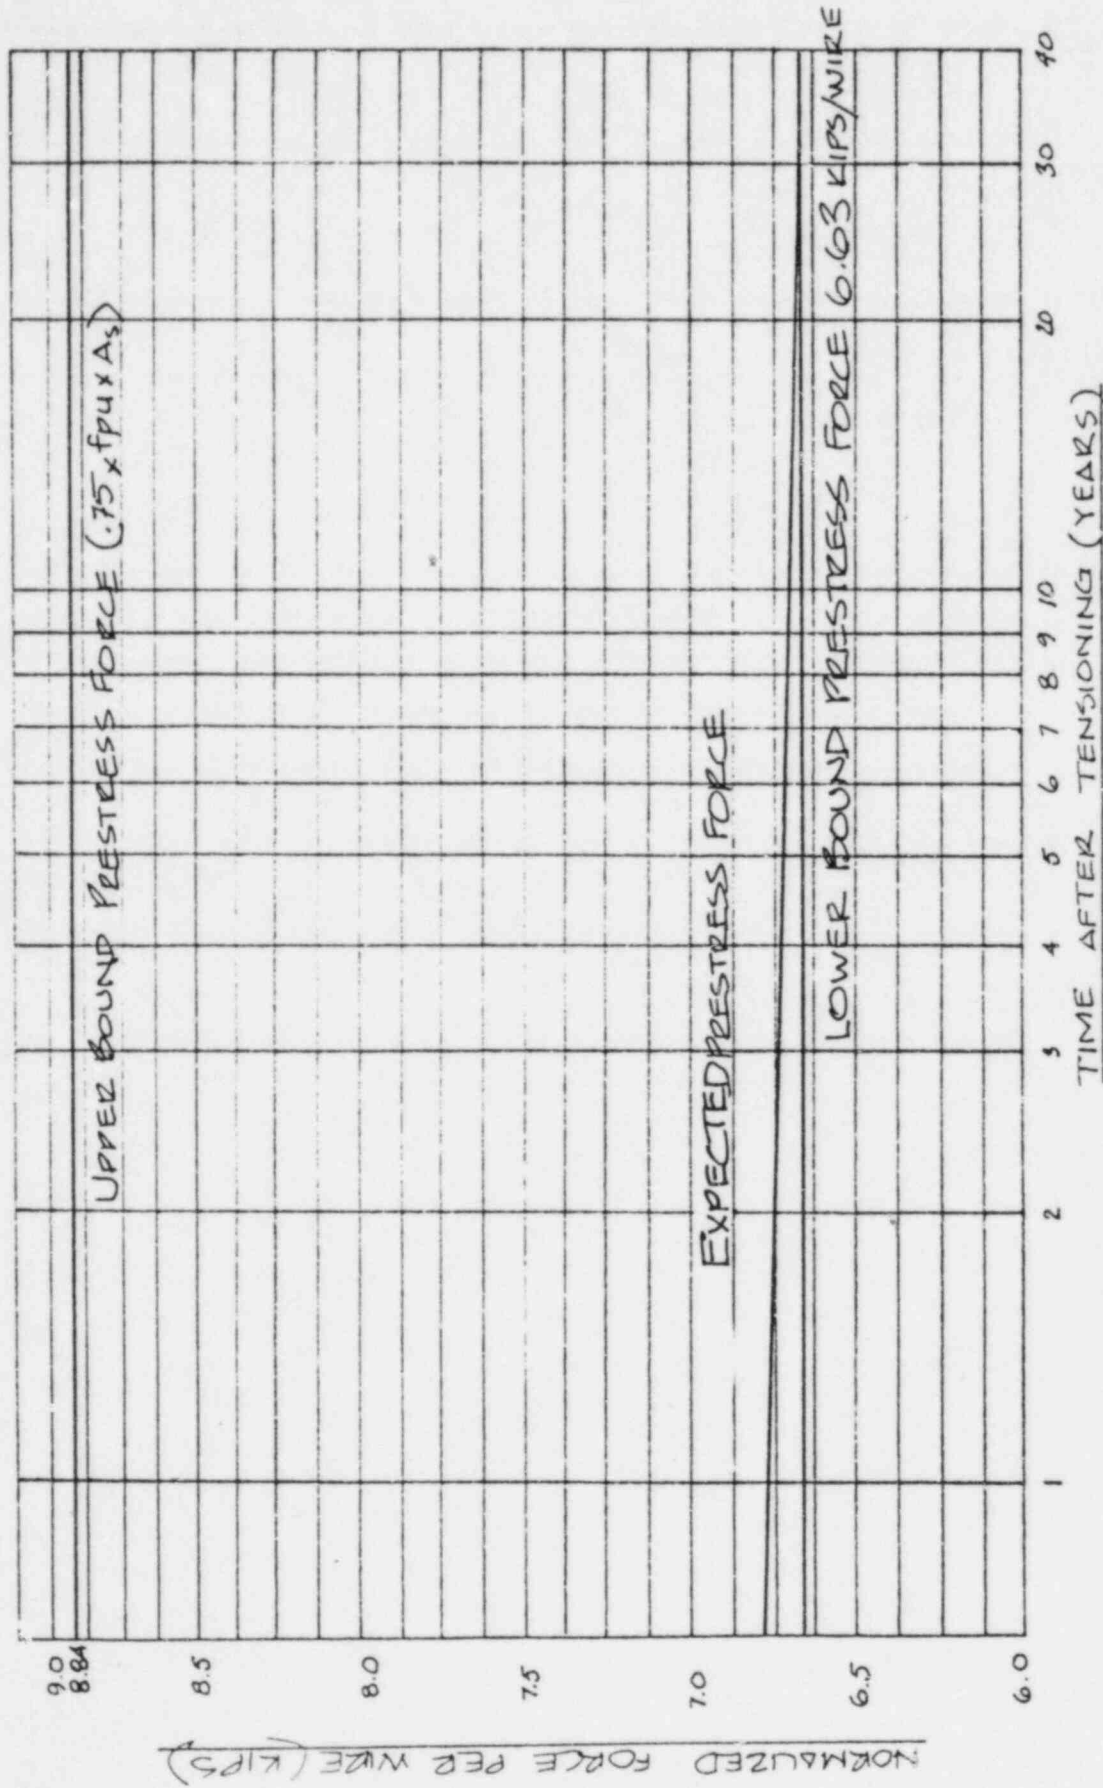 UPPER BOUND PRESTRESS FORCE (.75 x fpu x As)
EXPECTED PRESTRESS FORCE
LOWER BOUND PRESTRESS FORCE 6.63 KIPS/WIRE
NORMALIZED FORCE PER WIRE (KIPS)
9.0
8.84
8.5
8.0
7.5
7.0
6.5
6.0
1 2 3 4 5 6 7 8 9 10 20 30 40
TIME AFTER TENSIONING (YEARS)